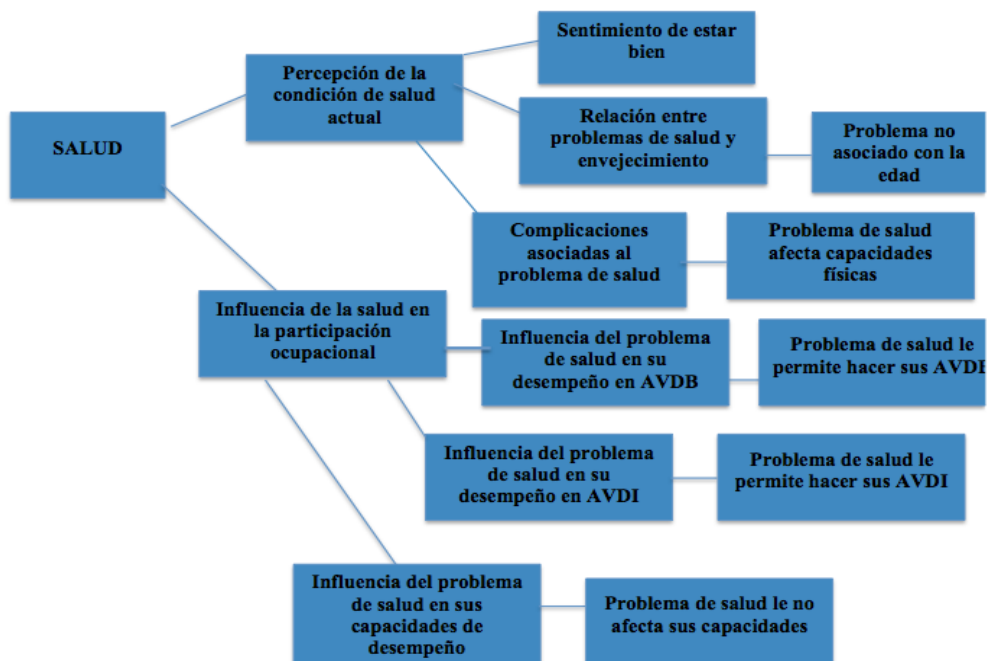 SALUD
Percepción de la
condición de salud
actual
Sentimiento de estar
bien
Relación entre
problemas de salud y
envejecimiento
Problema no
asociado con la
edad
Complicaciones
asociadas al
problema de salud
Problema de salud
afecta capacidades
físicas
Influencia de la salud en
la participación
ocupacional
Influencia del problema
de salud en su
desempeño en AVDB
Problema de salud le
permite hacer sus AVDB
Influencia del problema
de salud en su
desempeño en AVDI
Problema de salud le
permite hacer sus AVDI
Influencia del problema
de salud en sus
capacidades de
desempeño
Problema de salud le no
afecta sus capacidades